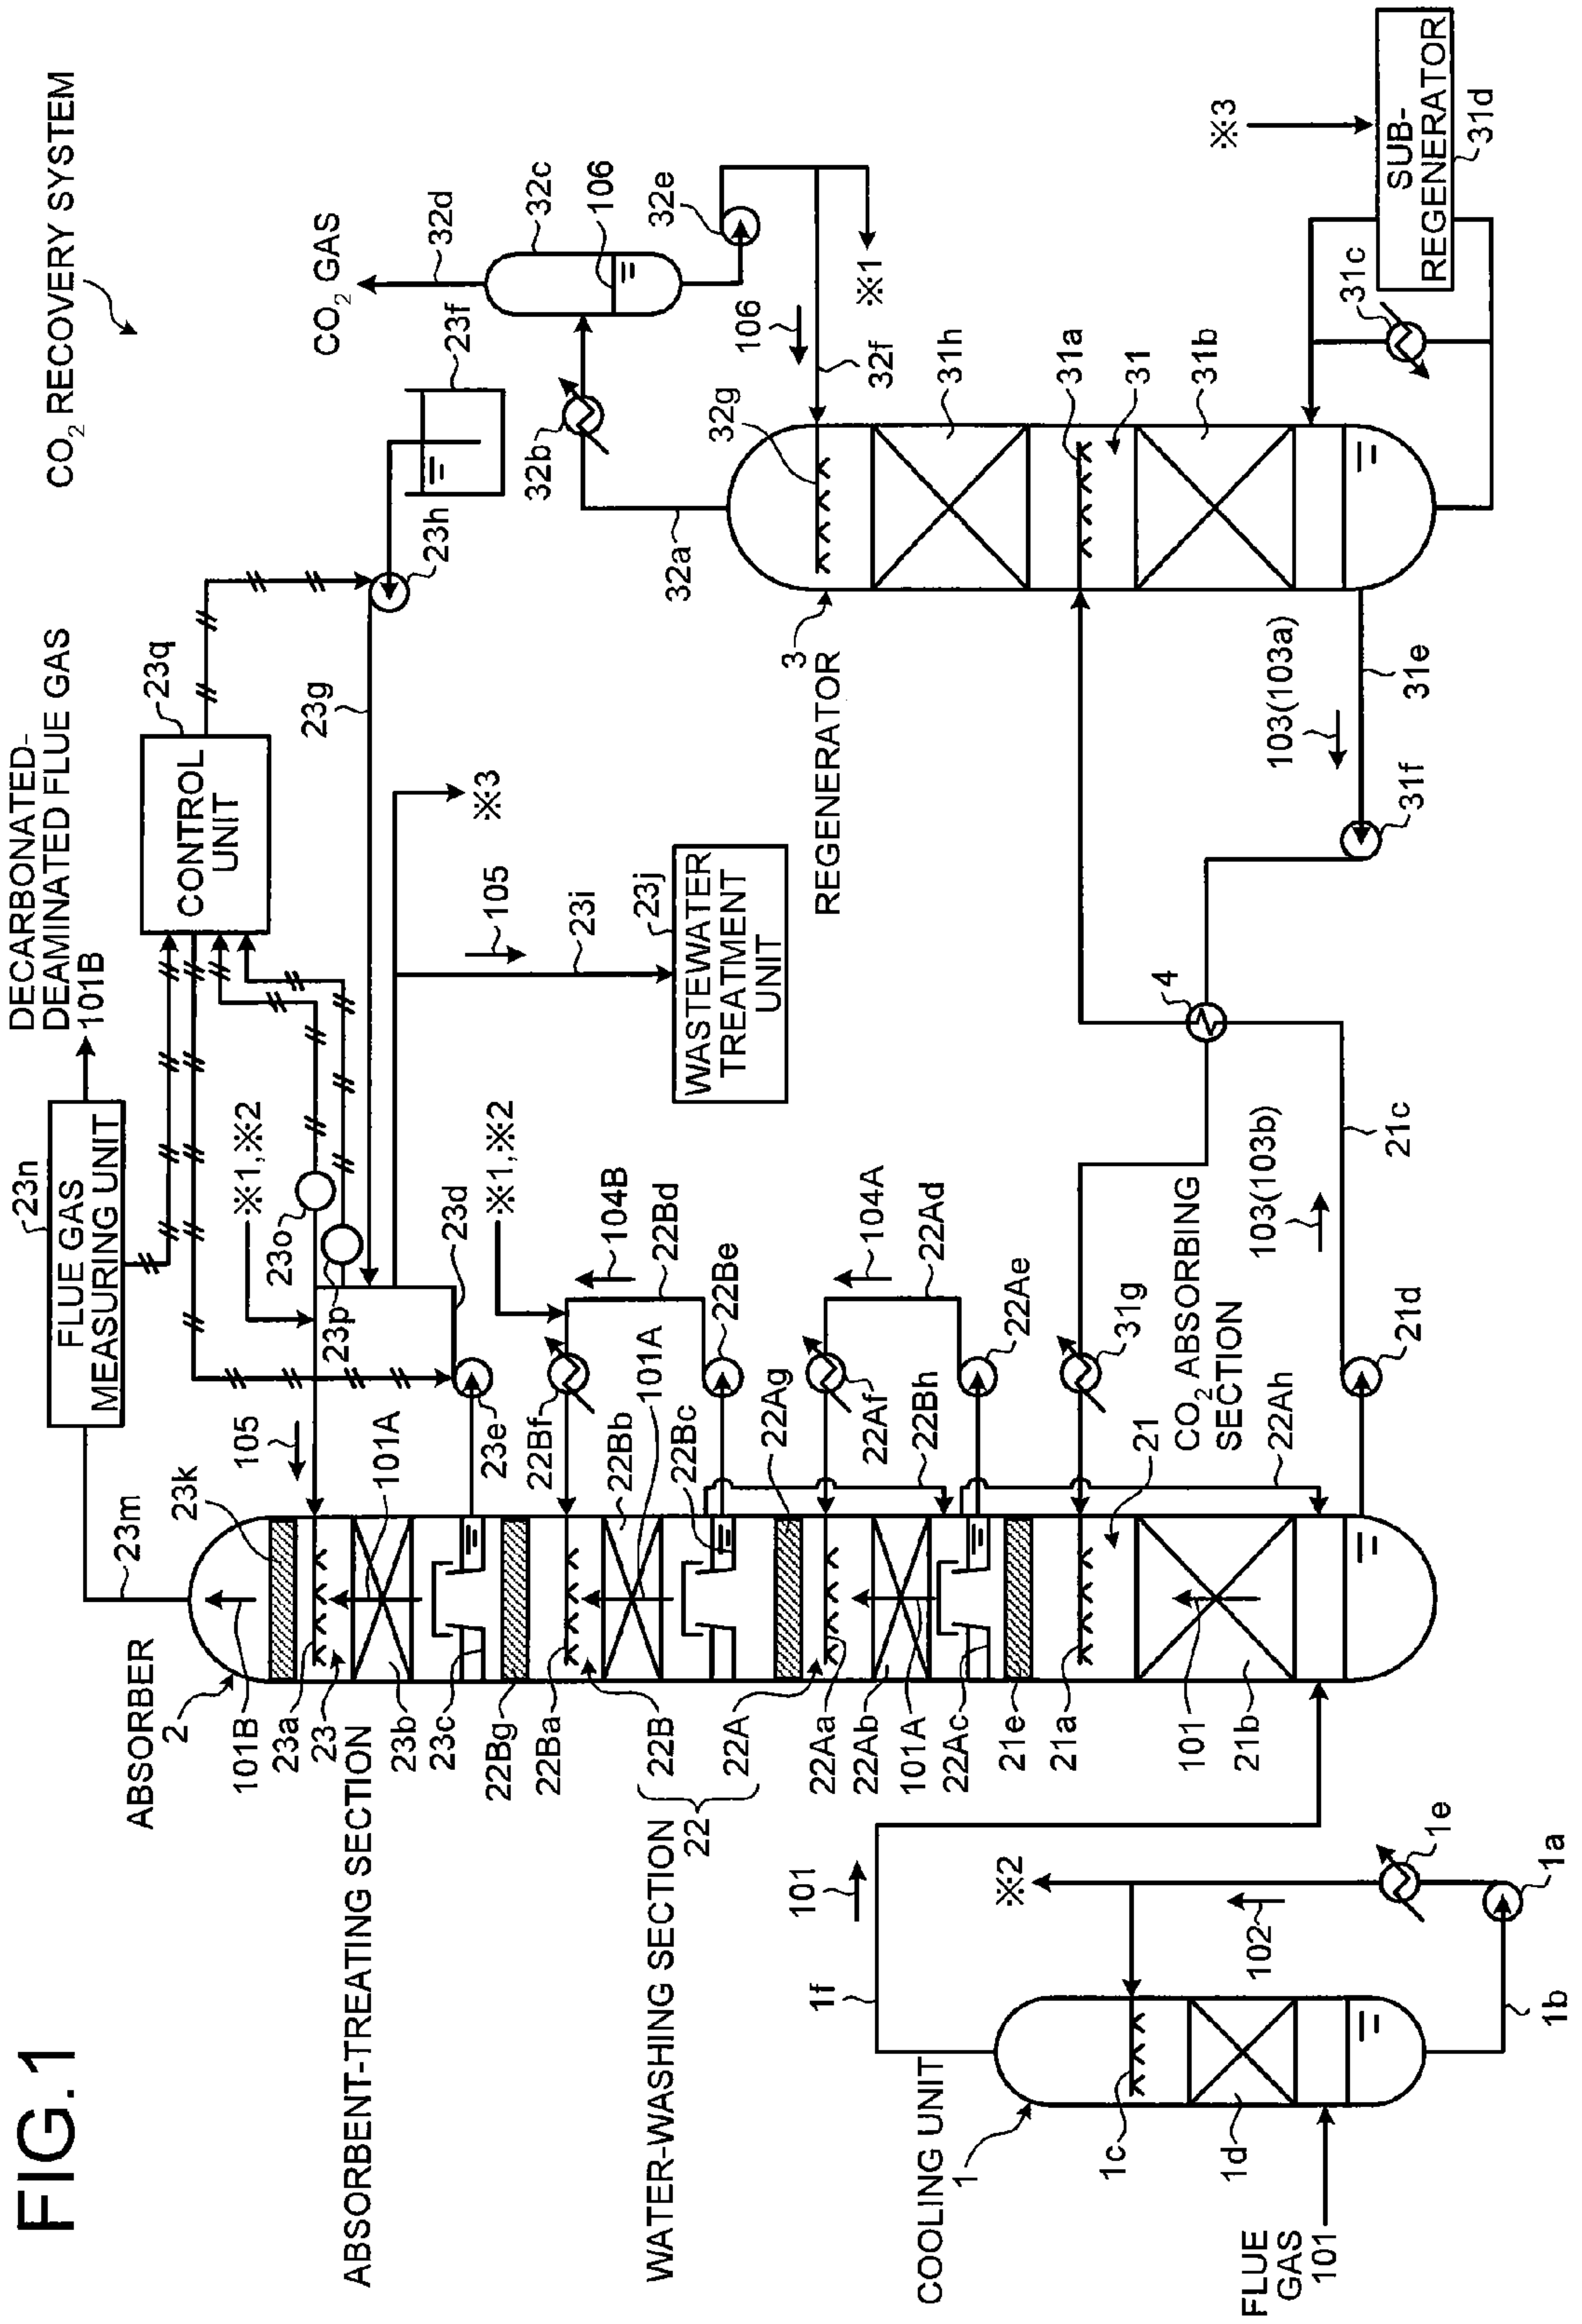 FIG.1
CO2 RECOVERY SYSTEM
DECARBONATED-
DEAMINATED FLUE GAS
101B
23n
FLUE GAS
MEASURING UNIT
23q
CONTROL
UNIT
CO2 GAS
32d
32c
106
32e
23f
23h
32b
23g
※1,※2
23o
23p
23d
105
101A
23k
23m
23e
ABSORBER
2
101B
23a
23
23b
23c
ABSORBENT-TREATING SECTION
※3
105
23i
23j
WASTEWATER
TREATMENT
UNIT
32a
32g
106
※1
32f
3
REGENERATOR
31h
31a
31
31b
31c
※3
SUB-
REGENERATOR
31d
※1,※2
104B
22Bd
22Be
22Bf
101A
22Bb
22Bc
22Bg
22Ba
22B
22A
22
WATER-WASHING SECTION
104A
22Ad
22Ae
22Ag
22Af
22Bh
22Aa
22Ab
101A
22Ac
21e
21a
101
21b
31g
CO2 ABSORBING
SECTION
21
22Ah
21d
103(103b)
21c
4
103(103a)
31e
31f
101
1f
※2
102
1e
1a
1b
COOLING UNIT
1
1c
1d
FLUE
GAS
101